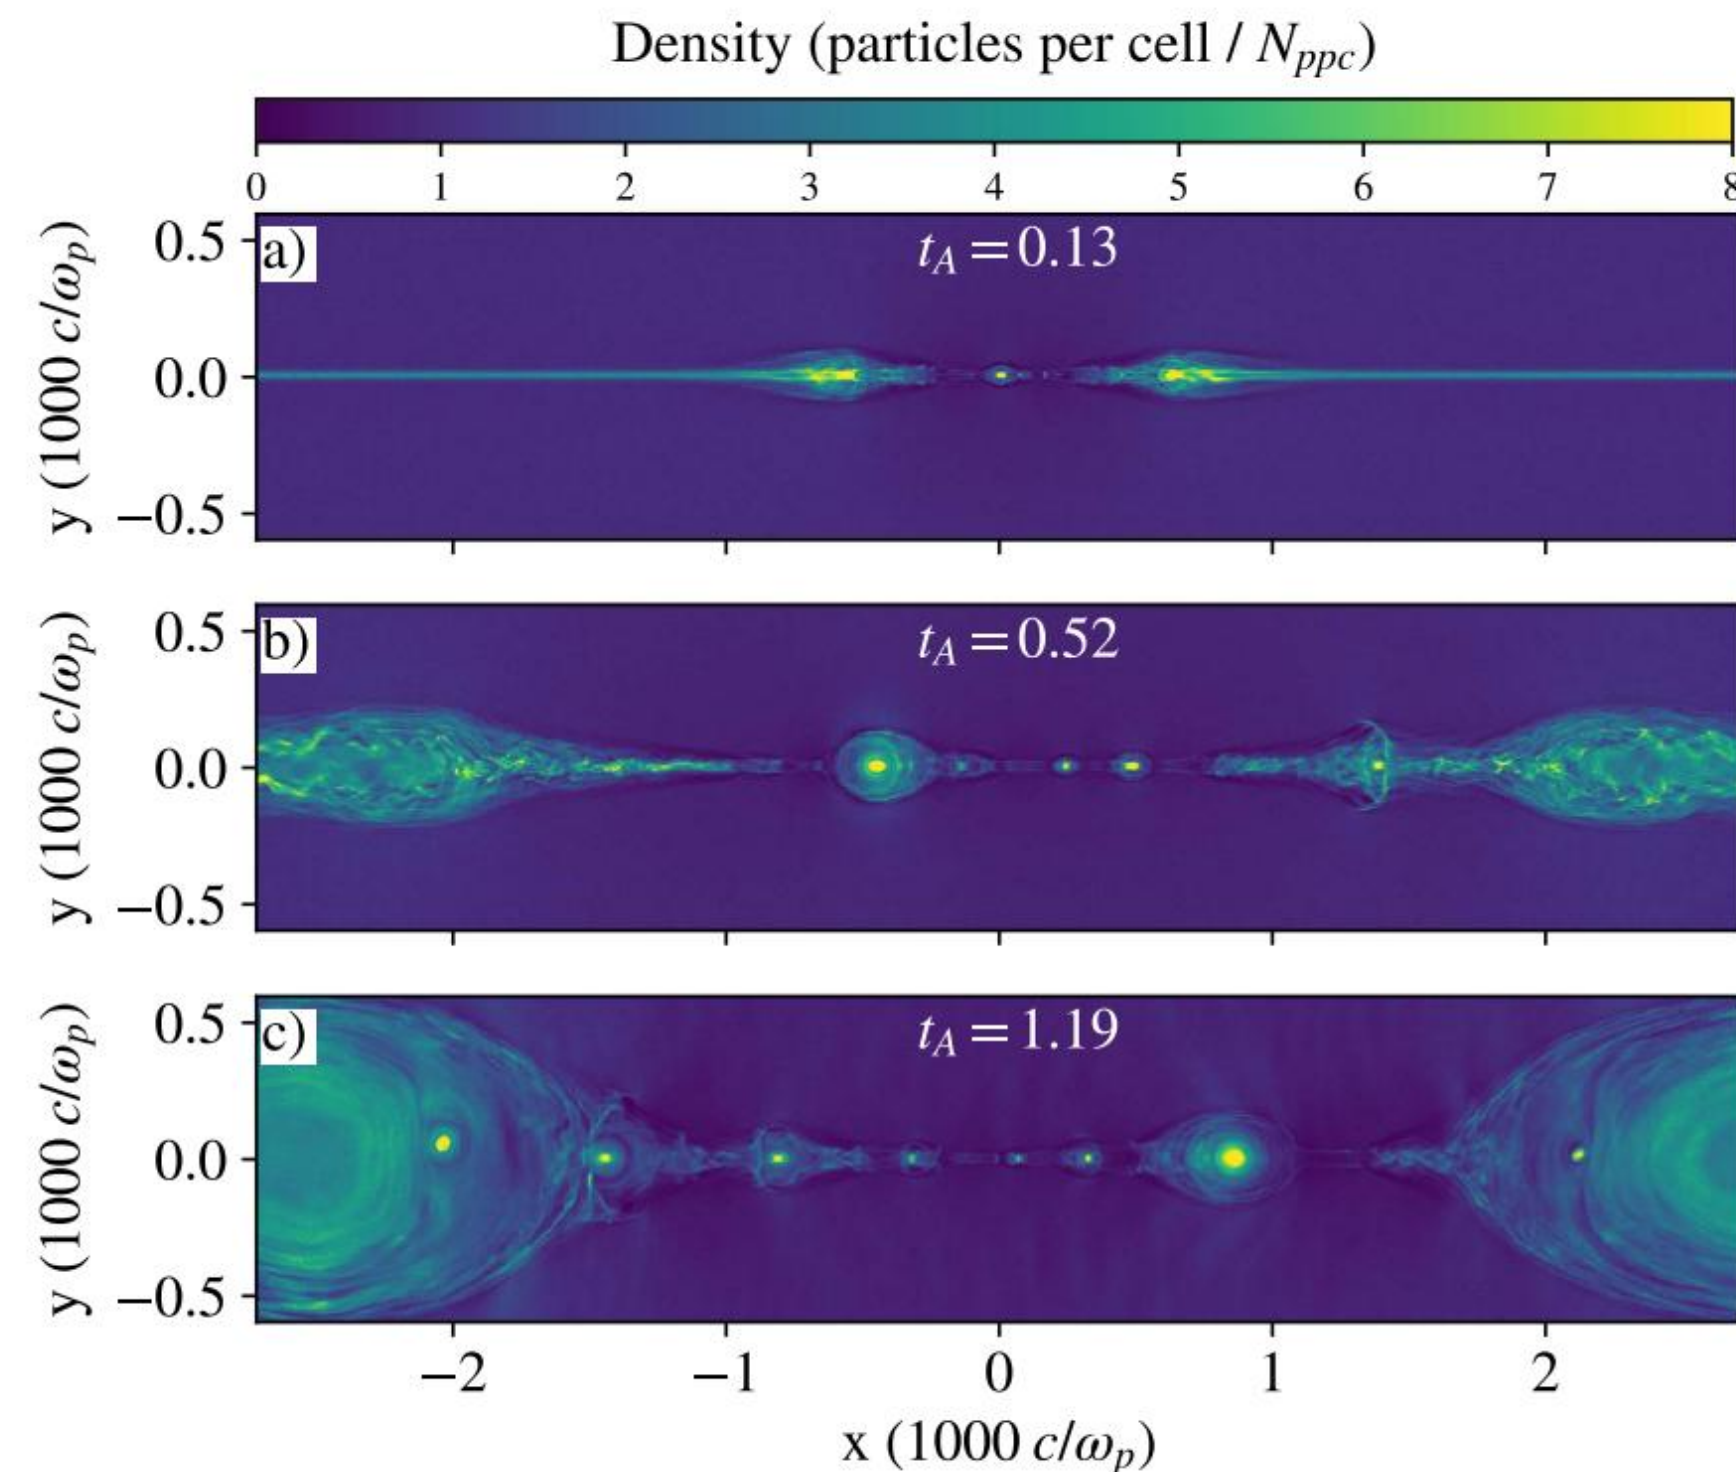 Density (particles per cell / N_ppc)
0 1 2 3 4 5 6 7 8
a)
t_A = 0.13
y (1000 c/ω_p)
0.5
0.0
−0.5
b)
t_A = 0.52
y (1000 c/ω_p)
0.5
0.0
−0.5
c)
t_A = 1.19
y (1000 c/ω_p)
0.5
0.0
−0.5
−2 −1 0 1 2
x (1000 c/ω_p)